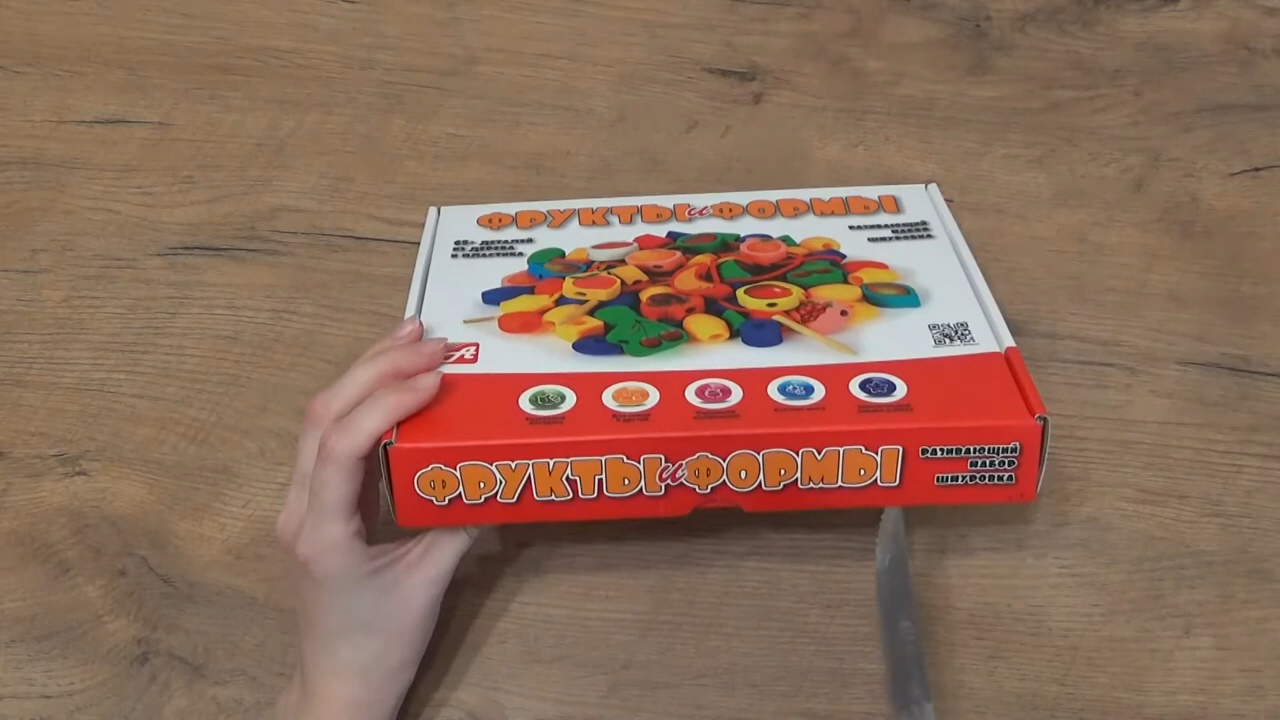 ФРУКТЫ и ФОРМЫ
65+ ДЕТАЛЕЙ
ИЗ ДЕРЕВА
И ПЛАСТИКА
РАЗВИВАЮЩИЙ
НАБОР
ШНУРОВКА
А
ФРУКТЫ и ФОРМЫ
РАЗВИВАЮЩИЙ
НАБОР
ШНУРОВКА